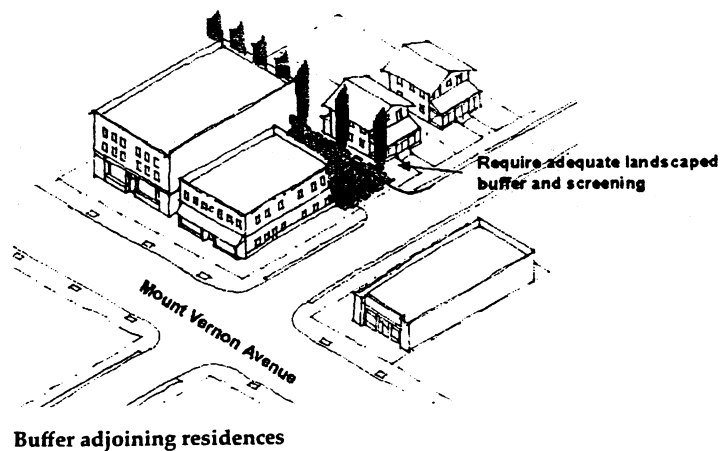 Require adequate landscaped
buffer and screening
Mount Vernon Avenue
Buffer adjoining residences